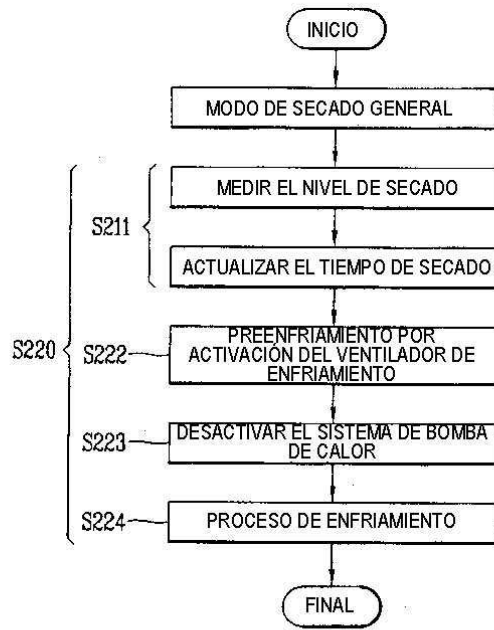 INICIO
MODO DE SECADO GENERAL
MEDIR EL NIVEL DE SECADO
S211
ACTUALIZAR EL TIEMPO DE SECADO
S220
S222
PREENFRIAMIENTO POR
ACTIVACIÓN DEL VENTILADOR DE
ENFRIAMIENTO
S223
DESACTIVAR EL SISTEMA DE BOMBA
DE CALOR
S224
PROCESO DE ENFRIAMIENTO
FINAL